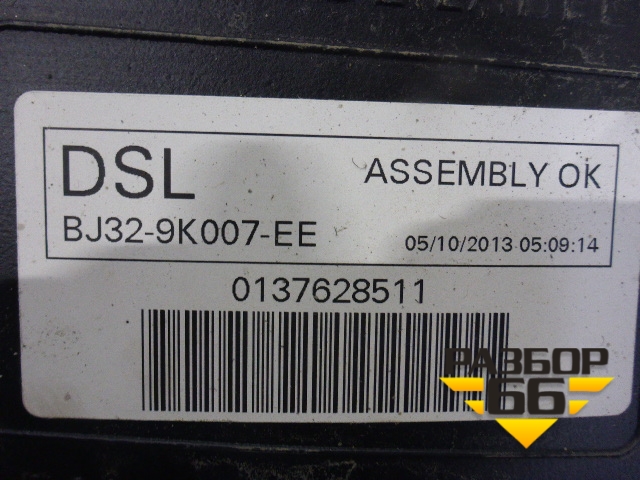 DSL
ASSEMBLY OK
BJ32-9K007-EE
05/10/2013 05:09:14
0137628511
РАЗБОР
66